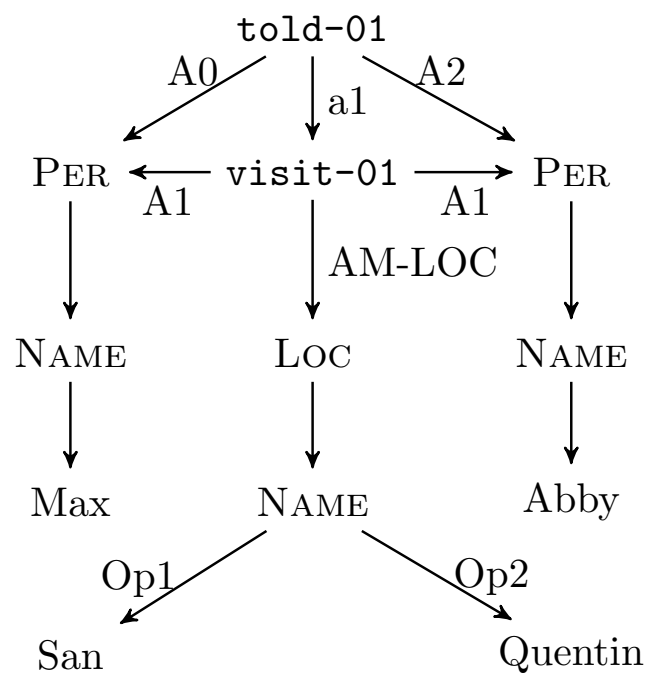 told-01
A0 a1 A2
PER visit-01 PER
A1 A1
AM-LOC
NAME LOC NAME
Max NAME Abby
Op1 Op2
San Quentin